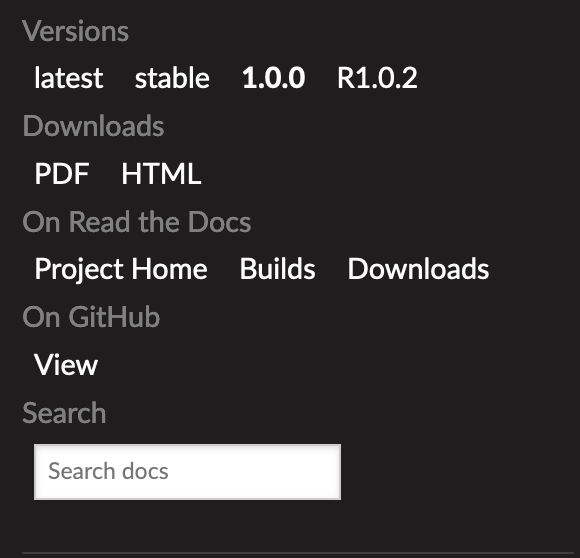 Versions
latest stable 1.0.0 R1.0.2
Downloads
PDF HTML
On Read the Docs
Project Home Builds Downloads
On GitHub
View
Search
Search docs